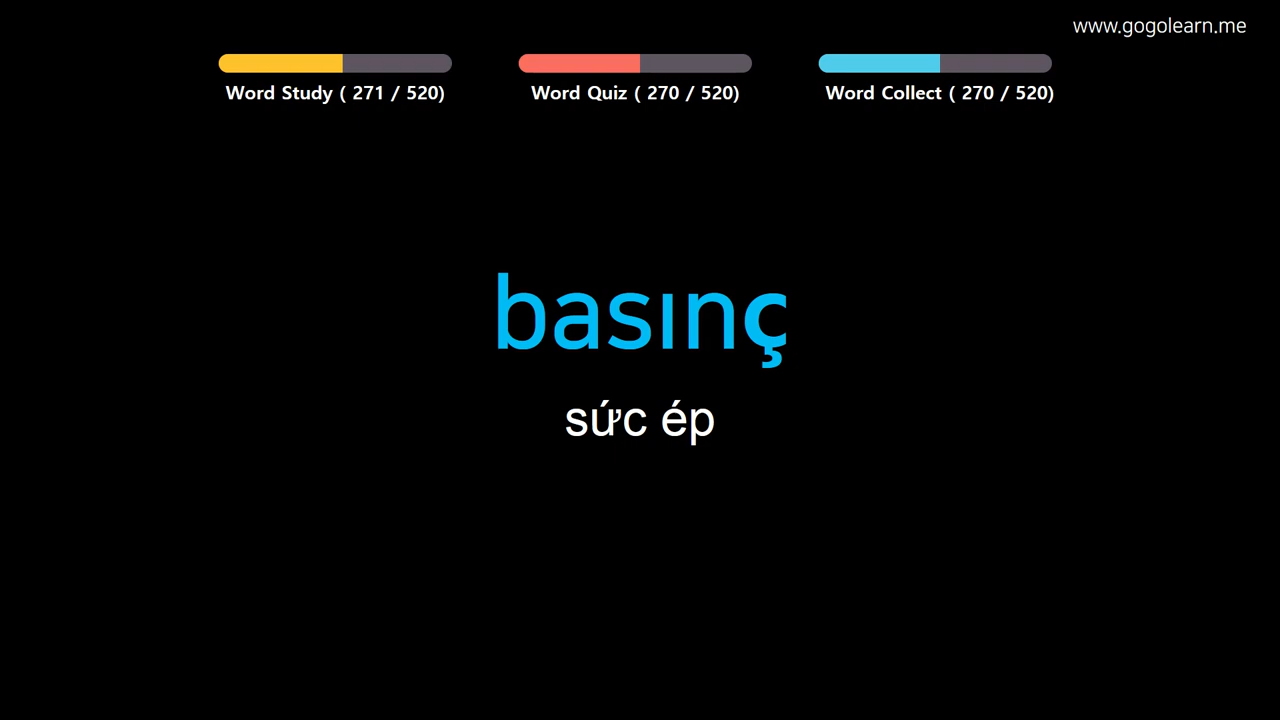 www.gogolearn.me
Word Study ( 271 / 520)
Word Quiz ( 270 / 520)
Word Collect ( 270 / 520)
basınç
sức ép